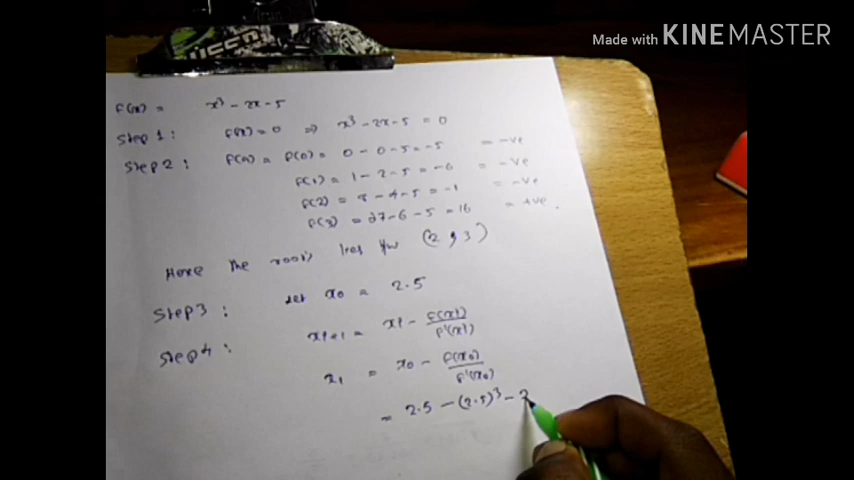 Made with KINEMASTER
f(x) = x³ - 2x - 5
Step 1: f(x) = 0 ⇒ x³ - 2x - 5 = 0
Step 2: f(a) = f(0) = 0 - 0 - 5 = -5 = -ve
f(1) = 1 - 2 - 5 = -6 = -ve
f(2) = 8 - 4 - 5 = -1 = -ve
f(3) = 27 - 6 - 5 = 16 = +ve.
Here the roots lies b/w (2, 3)
Step 3: let x₀ = 2.5
Step 4: xi+1 = xi - f(xi)/f'(xi)
x₁ = x₀ - f(x₀)/f'(x₀)
= 2.5 - (2.5)³ - 2